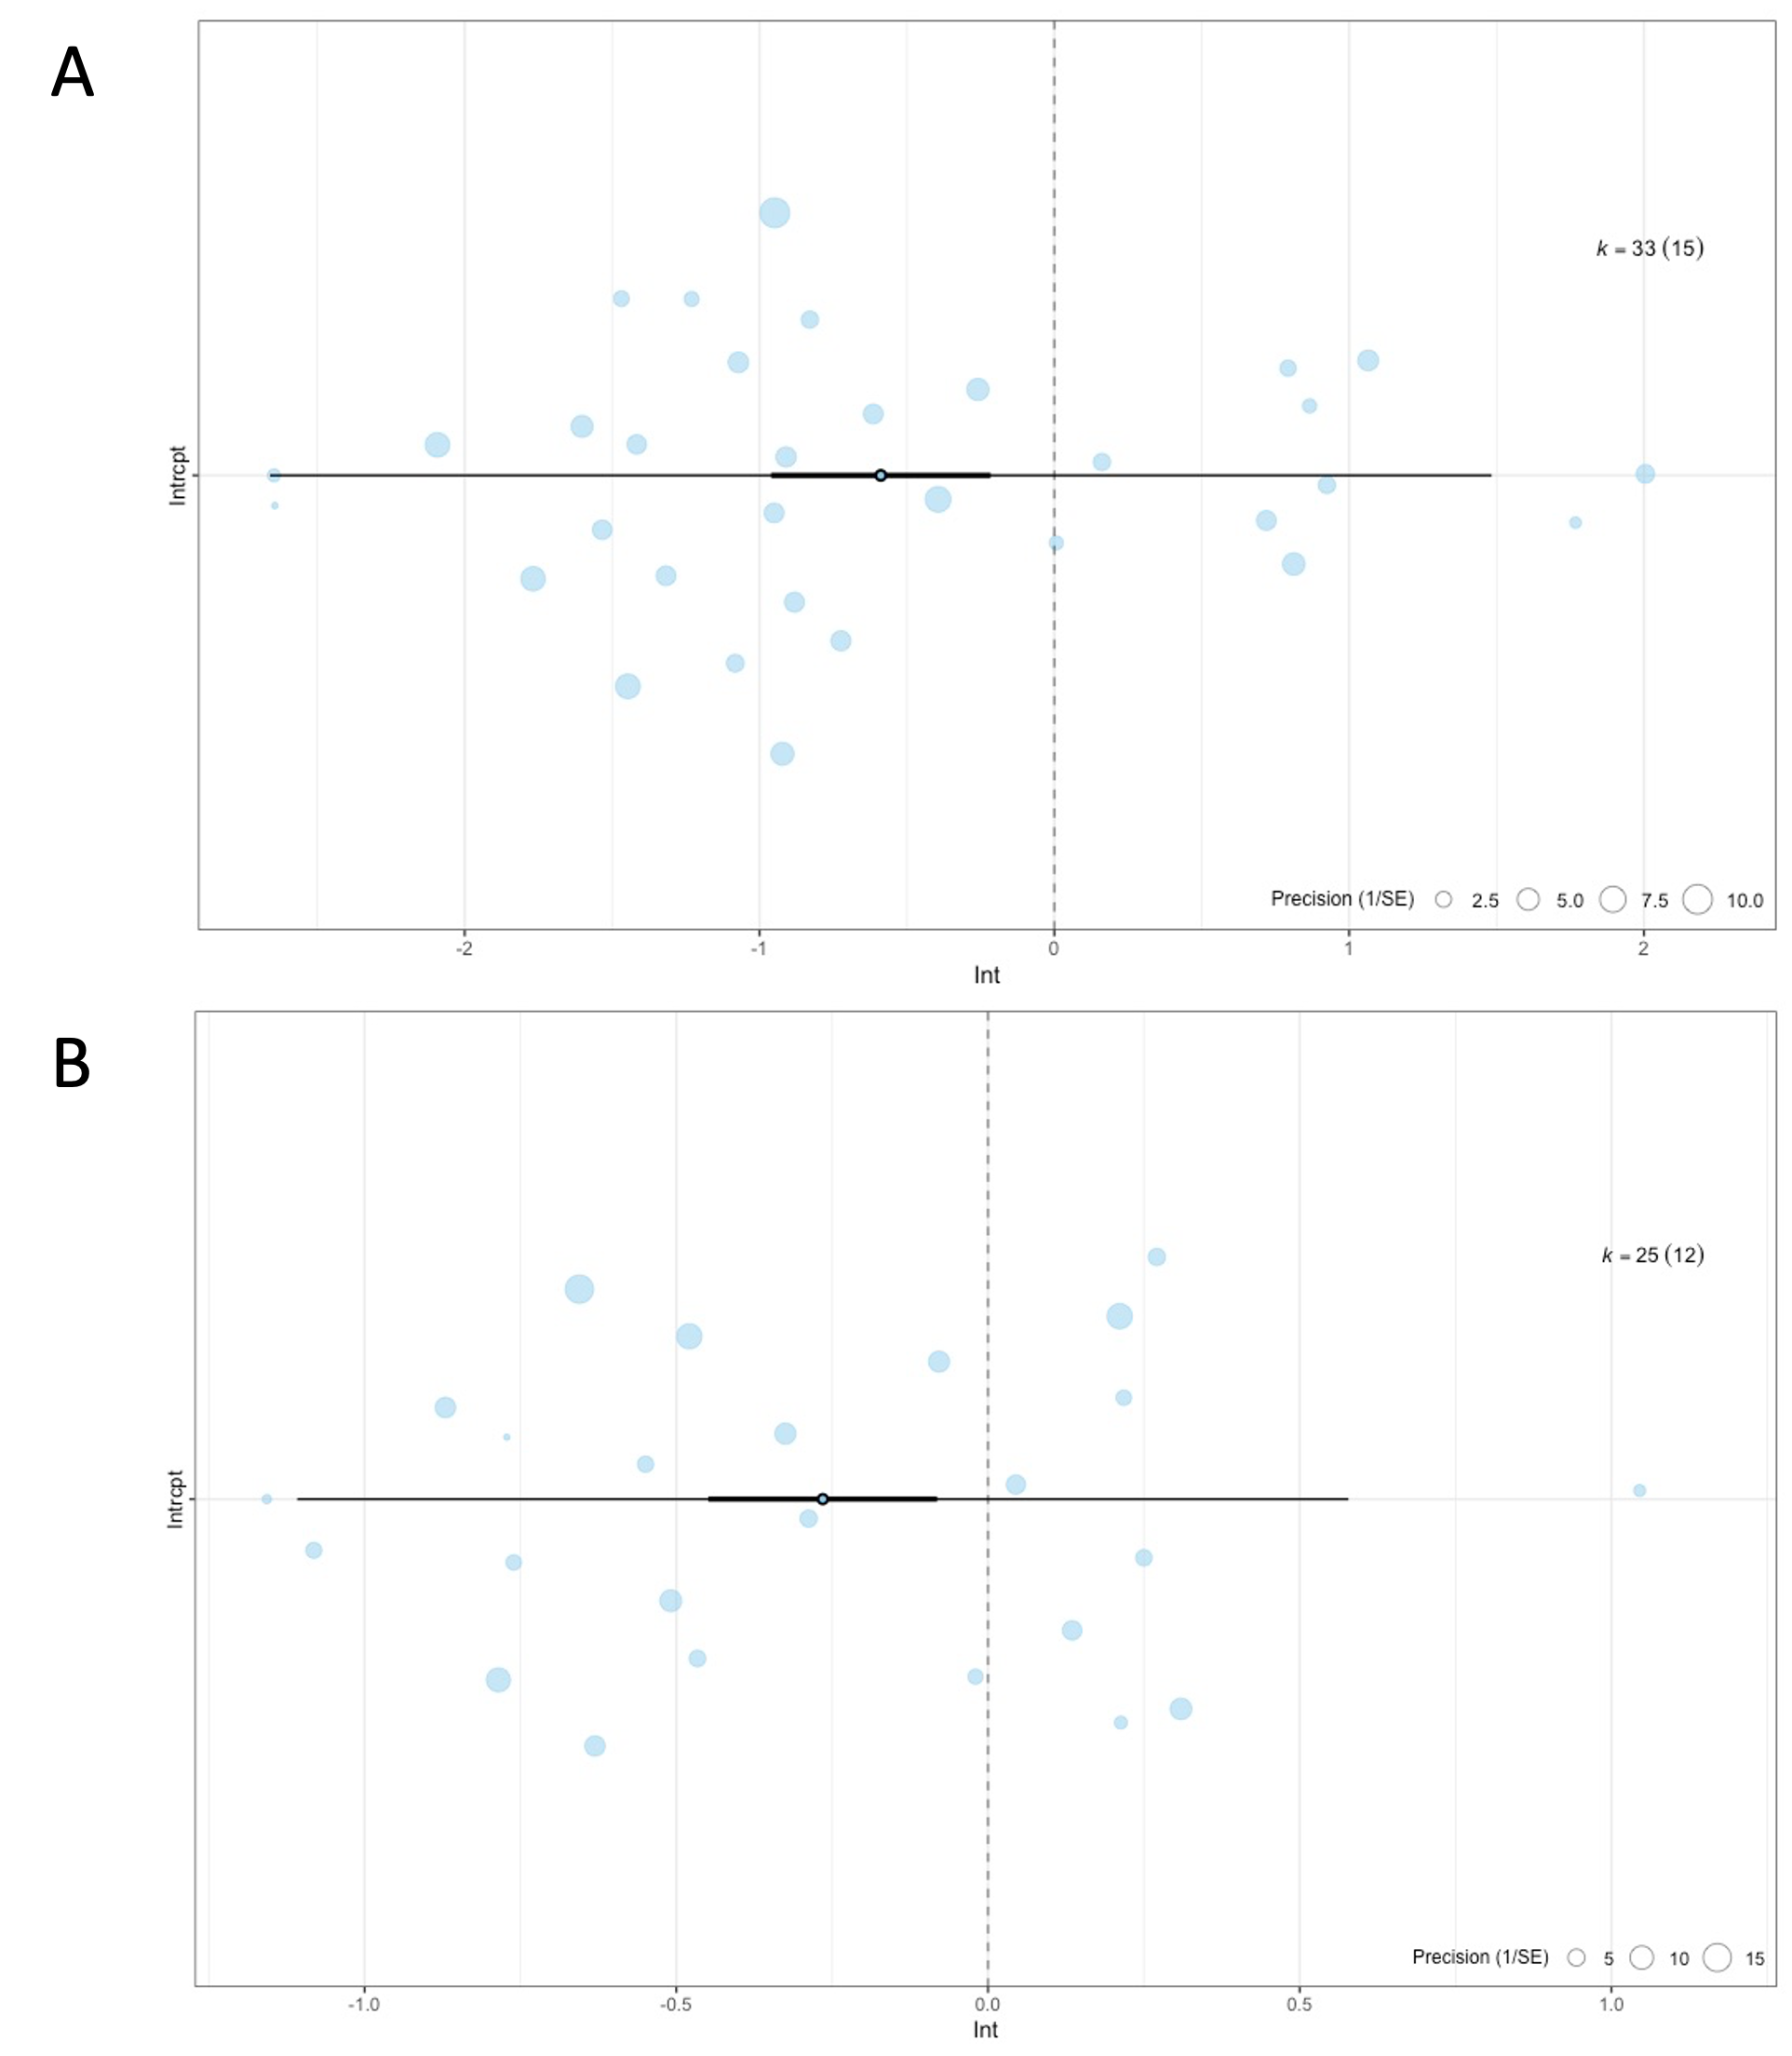 A
k = 33 (15)
Intrcpt
Precision (1/SE) 2.5 5.0 7.5 10.0
-2 -1 0 1 2
Int
B
k = 25 (12)
Intrcpt
Precision (1/SE) 5 10 15
-1.0 -0.5 0.0 0.5 1.0
Int